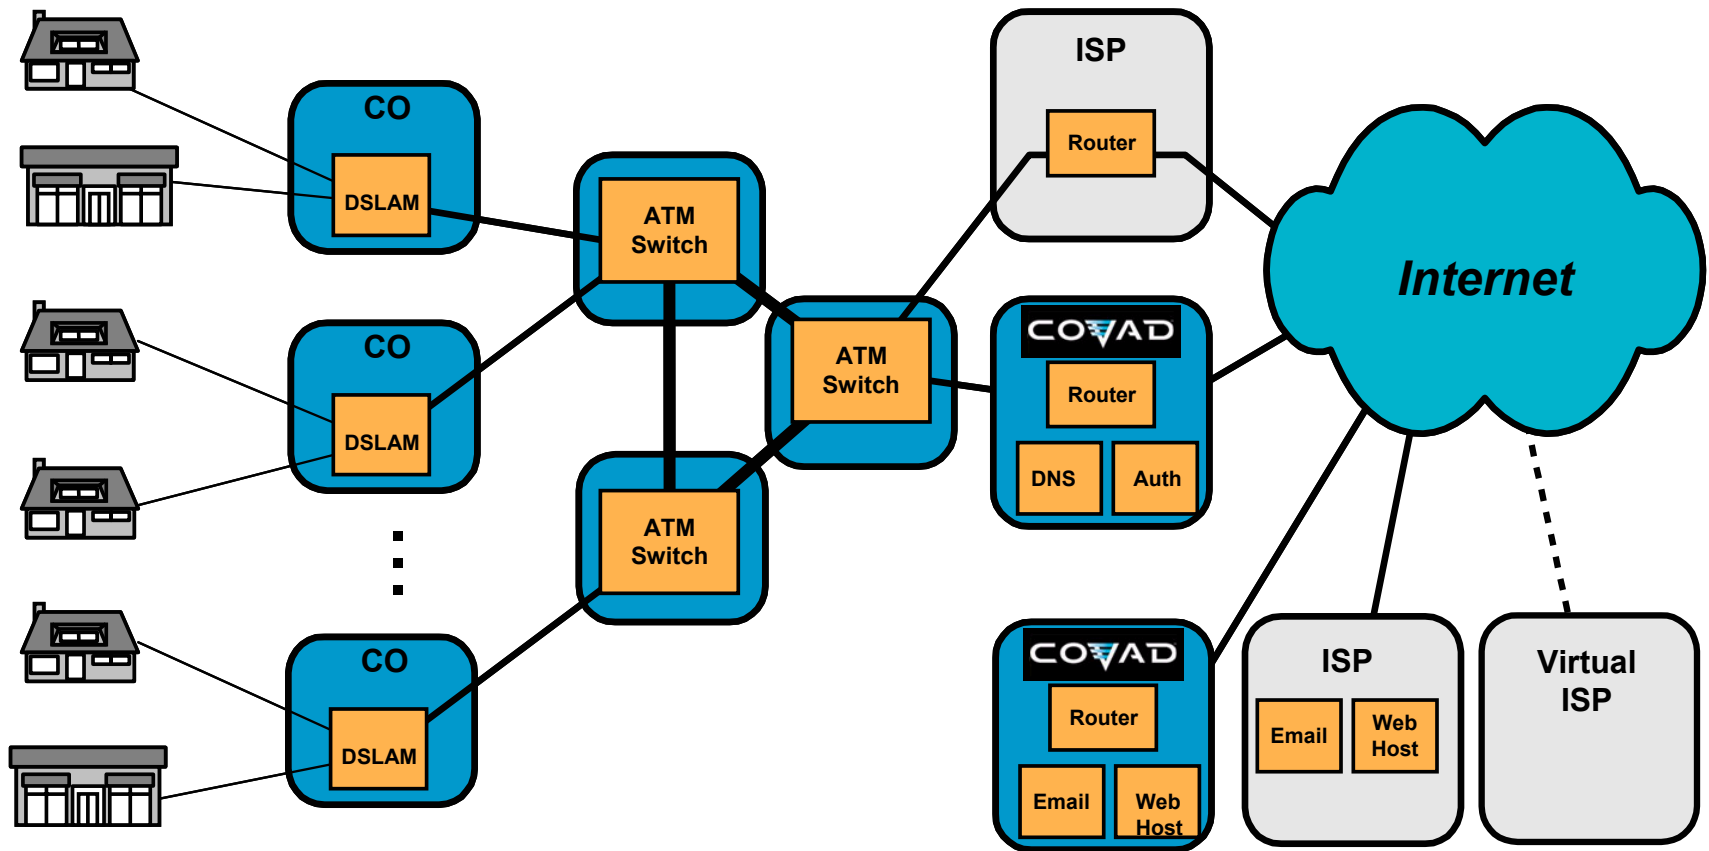 CO
DSLAM
CO
DSLAM
CO
DSLAM
ATM
Switch
ATM
Switch
ATM
Switch
ISP
Router
COVAD
Router
DNS
Auth
Internet
COVAD
Router
Email
Web
Host
ISP
Email
Web
Host
Virtual
ISP